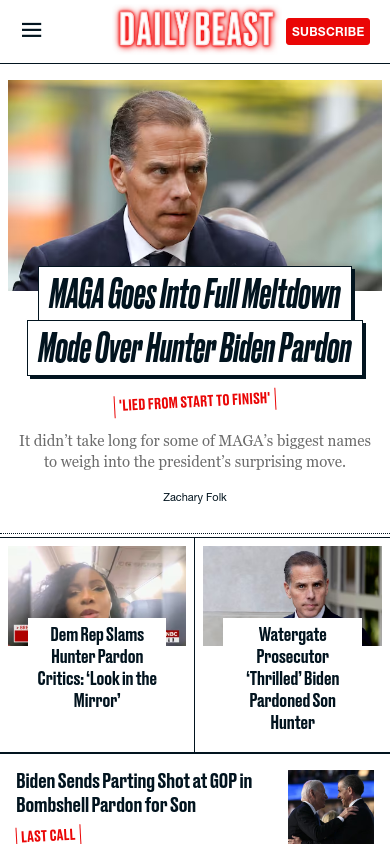 DAILY BEAST
SUBSCRIBE
MAGA Goes Into Full Meltdown
Mode Over Hunter Biden Pardon
'LIED FROM START TO FINISH'
It didn’t take long for some of MAGA’s biggest names
to weigh into the president’s surprising move.
Zachary Folk
Dem Rep Slams
Hunter Pardon
Critics: ‘Look in the
Mirror’
Watergate
Prosecutor
‘Thrilled’ Biden
Pardoned Son
Hunter
Biden Sends Parting Shot at GOP in
Bombshell Pardon for Son
LAST CALL